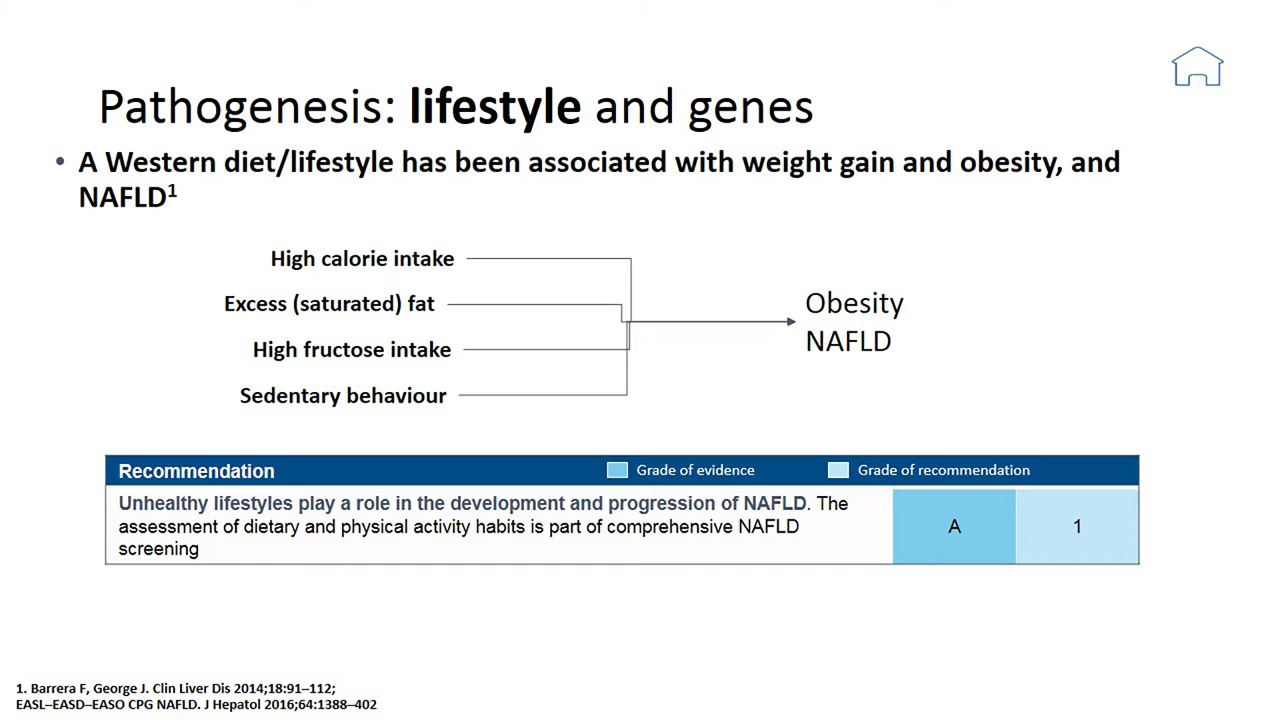 Pathogenesis: lifestyle and genes
• A Western diet/lifestyle has been associated with weight gain and obesity, and
NAFLD¹
High calorie intake
Excess (saturated) fat
High fructose intake
Sedentary behaviour
Obesity
NAFLD
Recommendation Grade of evidence Grade of recommendation
Unhealthy lifestyles play a role in the development and progression of NAFLD. The
assessment of dietary and physical activity habits is part of comprehensive NAFLD
screening
A 1
1. Barrera F, George J. Clin Liver Dis 2014;18:91–112;
EASL–EASD–EASO CPG NAFLD. J Hepatol 2016;64:1388–402